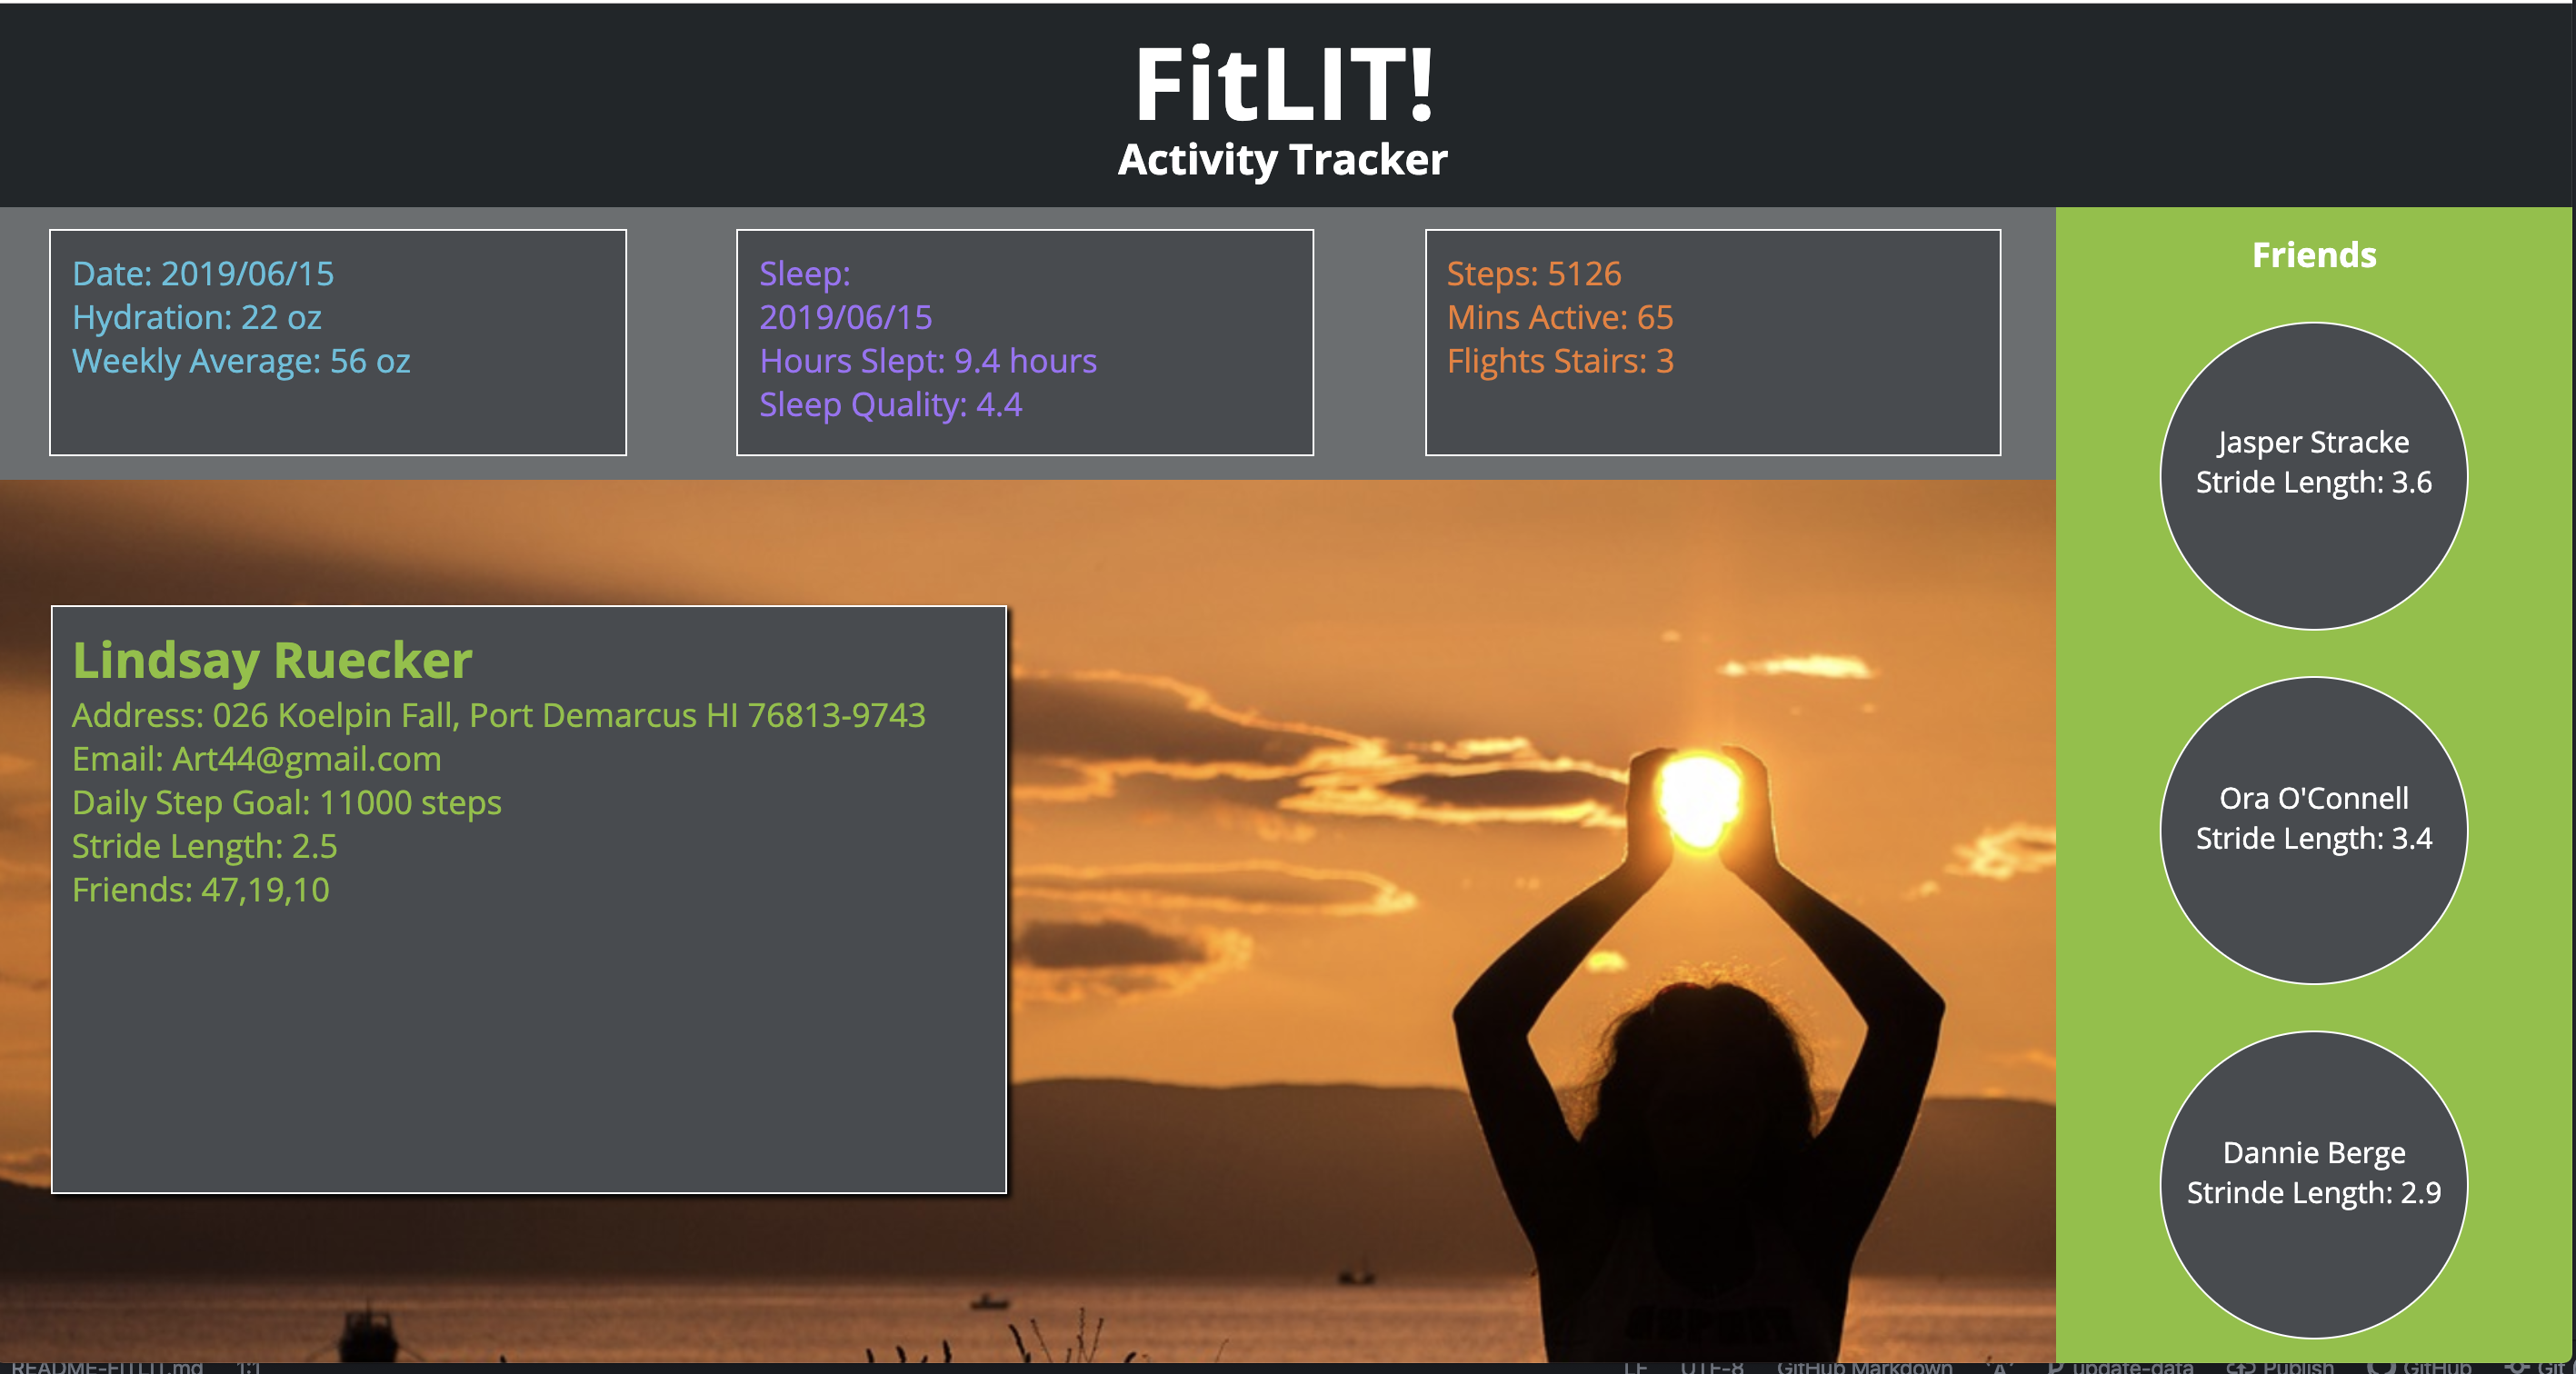 FitLIT!
Activity Tracker
Date: 2019/06/15
Hydration: 22 oz
Weekly Average: 56 oz
Sleep:
2019/06/15
Hours Slept: 9.4 hours
Sleep Quality: 4.4
Steps: 5126
Mins Active: 65
Flights Stairs: 3
Friends
Jasper Stracke
Stride Length: 3.6
Ora O'Connell
Stride Length: 3.4
Dannie Berge
Strinde Length: 2.9
Lindsay Ruecker
Address: 026 Koelpin Fall, Port Demarcus HI 76813-9743
Email: Art44@gmail.com
Daily Step Goal: 11000 steps
Stride Length: 2.5
Friends: 47,19,10
README-FITLIT.md 1:1 LF UTF-8 GitHub Markdown update-data Publish GitHub Git